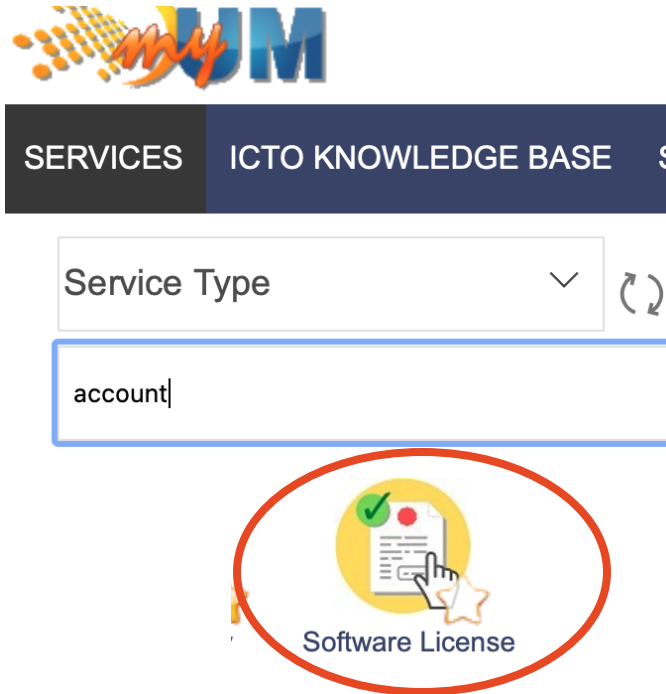 myUM
SERVICES ICTO KNOWLEDGE BASE
Service Type
account
Software License